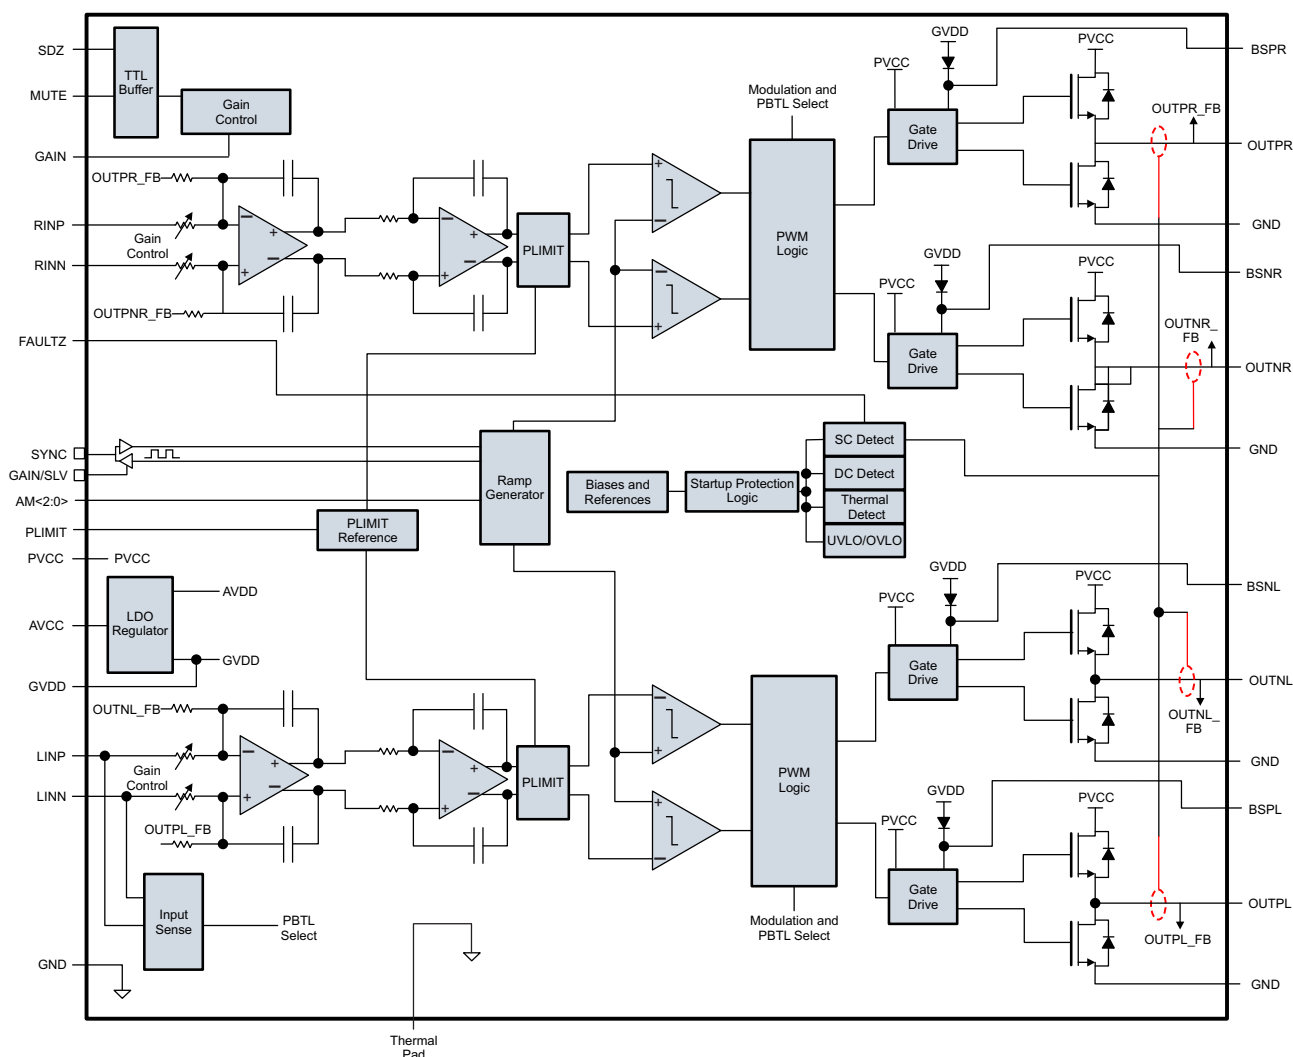 SDZ
MUTE
GAIN
TTL
Buffer
Gain
Control
OUTPR_FB
RINP
Gain
Control
RINN
OUTPNR_FB
FAULTZ
PLIMIT
Modulation and
PBTL Select
PWM
Logic
GVDD
PVCC
Gate
Drive
PVCC
OUTPR_FB
BSPR
OUTPR
GND
GVDD
PVCC
Gate
Drive
PVCC
OUTNR_
FB
BSNR
OUTNR
GND
SYNC
GAIN/SLV
AM<2:0>
PLIMIT
PVCC
PVCC
Ramp
Generator
PLIMIT
Reference
Biases and
References
Startup Protection
Logic
SC Detect
DC Detect
Thermal
Detect
UVLO/OVLO
AVCC
LDO
Regulator
AVDD
GVDD
GVDD
OUTNL_FB
LINP
Gain
Control
LINN
OUTPL_FB
PLIMIT
PWM
Logic
Modulation and
PBTL Select
GVDD
PVCC
Gate
Drive
PVCC
OUTNL_
FB
BSNL
OUTNL
GND
GVDD
PVCC
Gate
Drive
PVCC
OUTPL_FB
BSPL
OUTPL
GND
Input
Sense
PBTL
Select
GND
Thermal
Pad